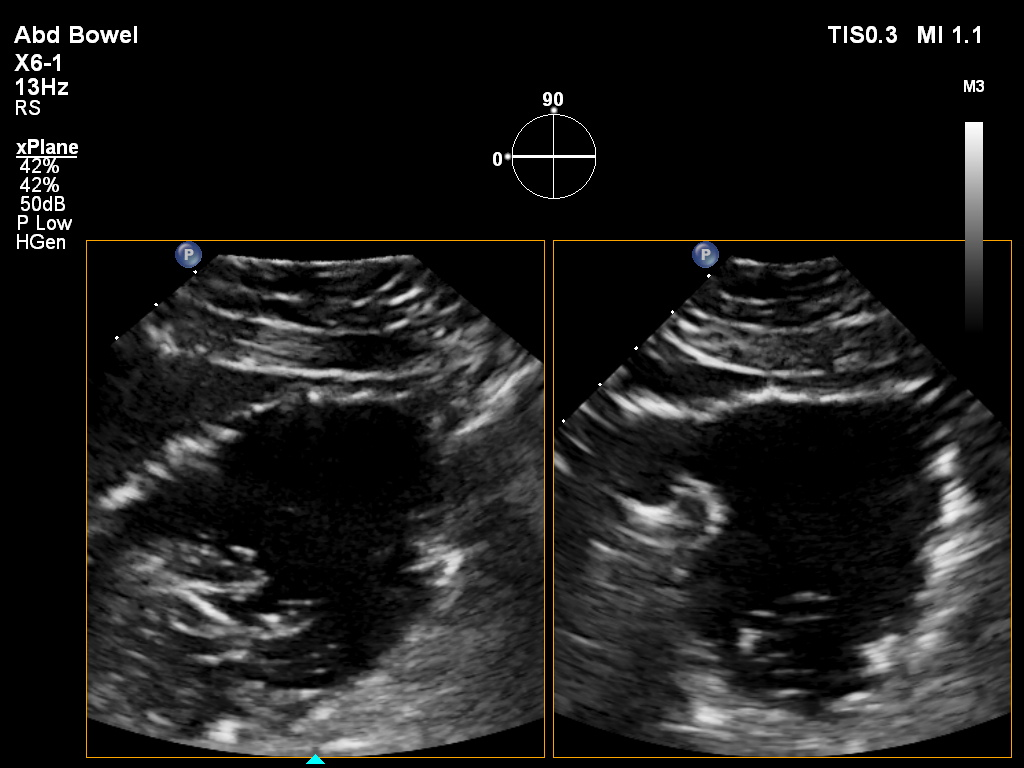 Abd Bowel
X6-1
13Hz
RS
TIS0.3 MI 1.1
M3
90
0
xPlane
42%
42%
50dB
P Low
HGen
P
P